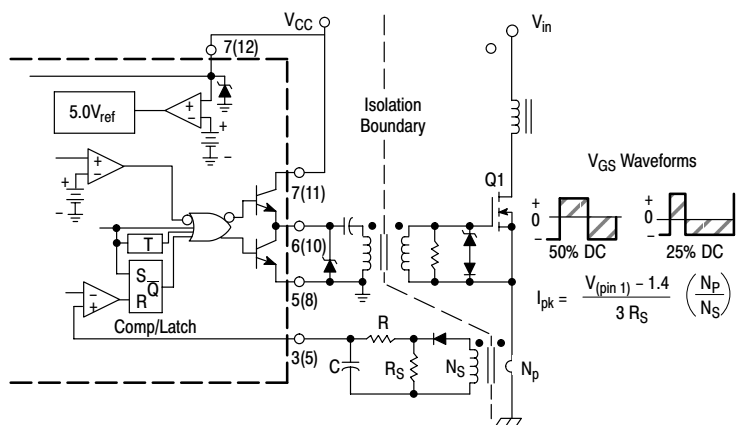 V_CC
V_in
7(12)
5.0V_ref
+
−
+
−
Isolation
Boundary
+
−
+
−
7(11)
Q1
V_GS Waveforms
+
0
−
50% DC
+
0
−
25% DC
T
6(10)
S
Q̅
R
5(8)
−
+
Comp/Latch
I_pk = V_(pin 1) − 1.4 / 3 R_S (N_P / N_S)
3(5)
R
C
R_S
N_S
N_p